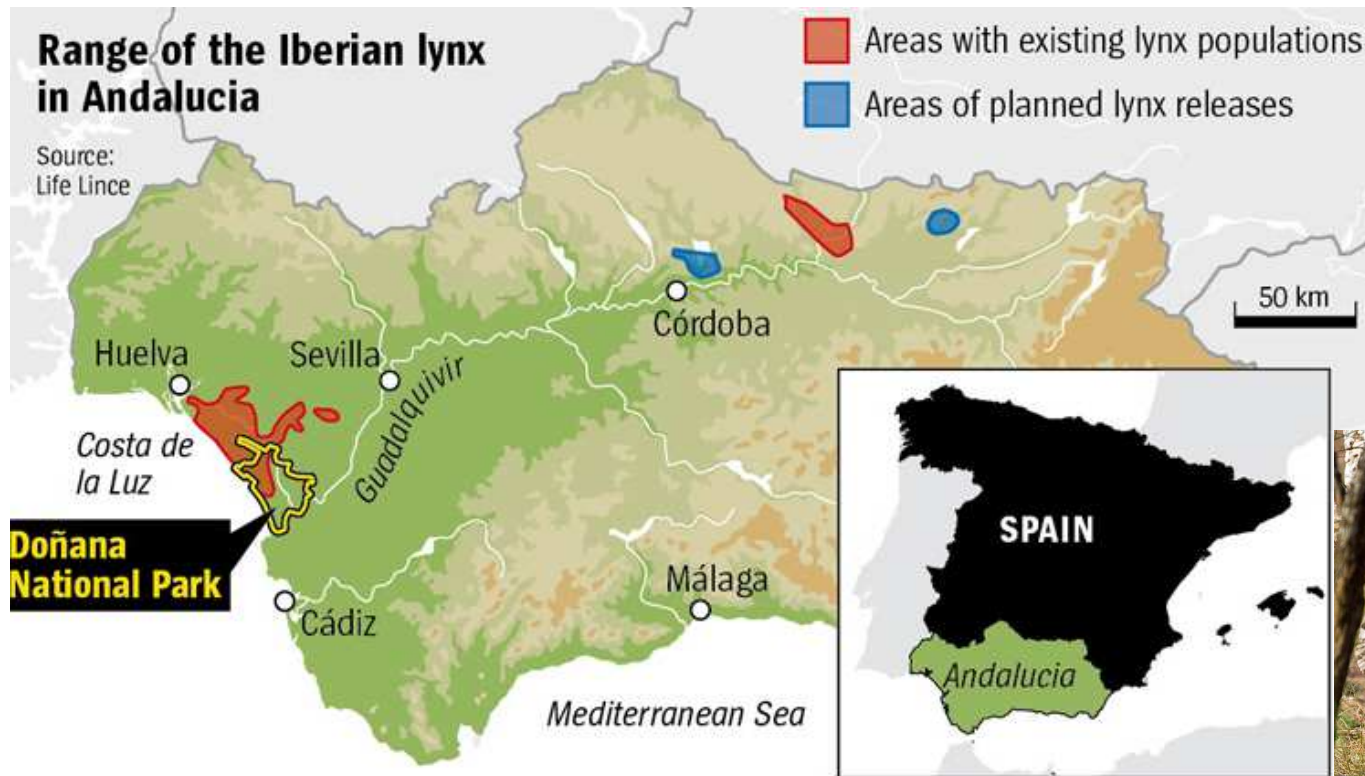 Range of the Iberian lynx
in Andalucia
Source:
Life Lince
Areas with existing lynx populations
Areas of planned lynx releases
50 km
Córdoba
Huelva
Sevilla
Guadalquivir
Costa de
la Luz
Doñana
National Park
Cádiz
Málaga
Mediterranean Sea
SPAIN
Andalucia